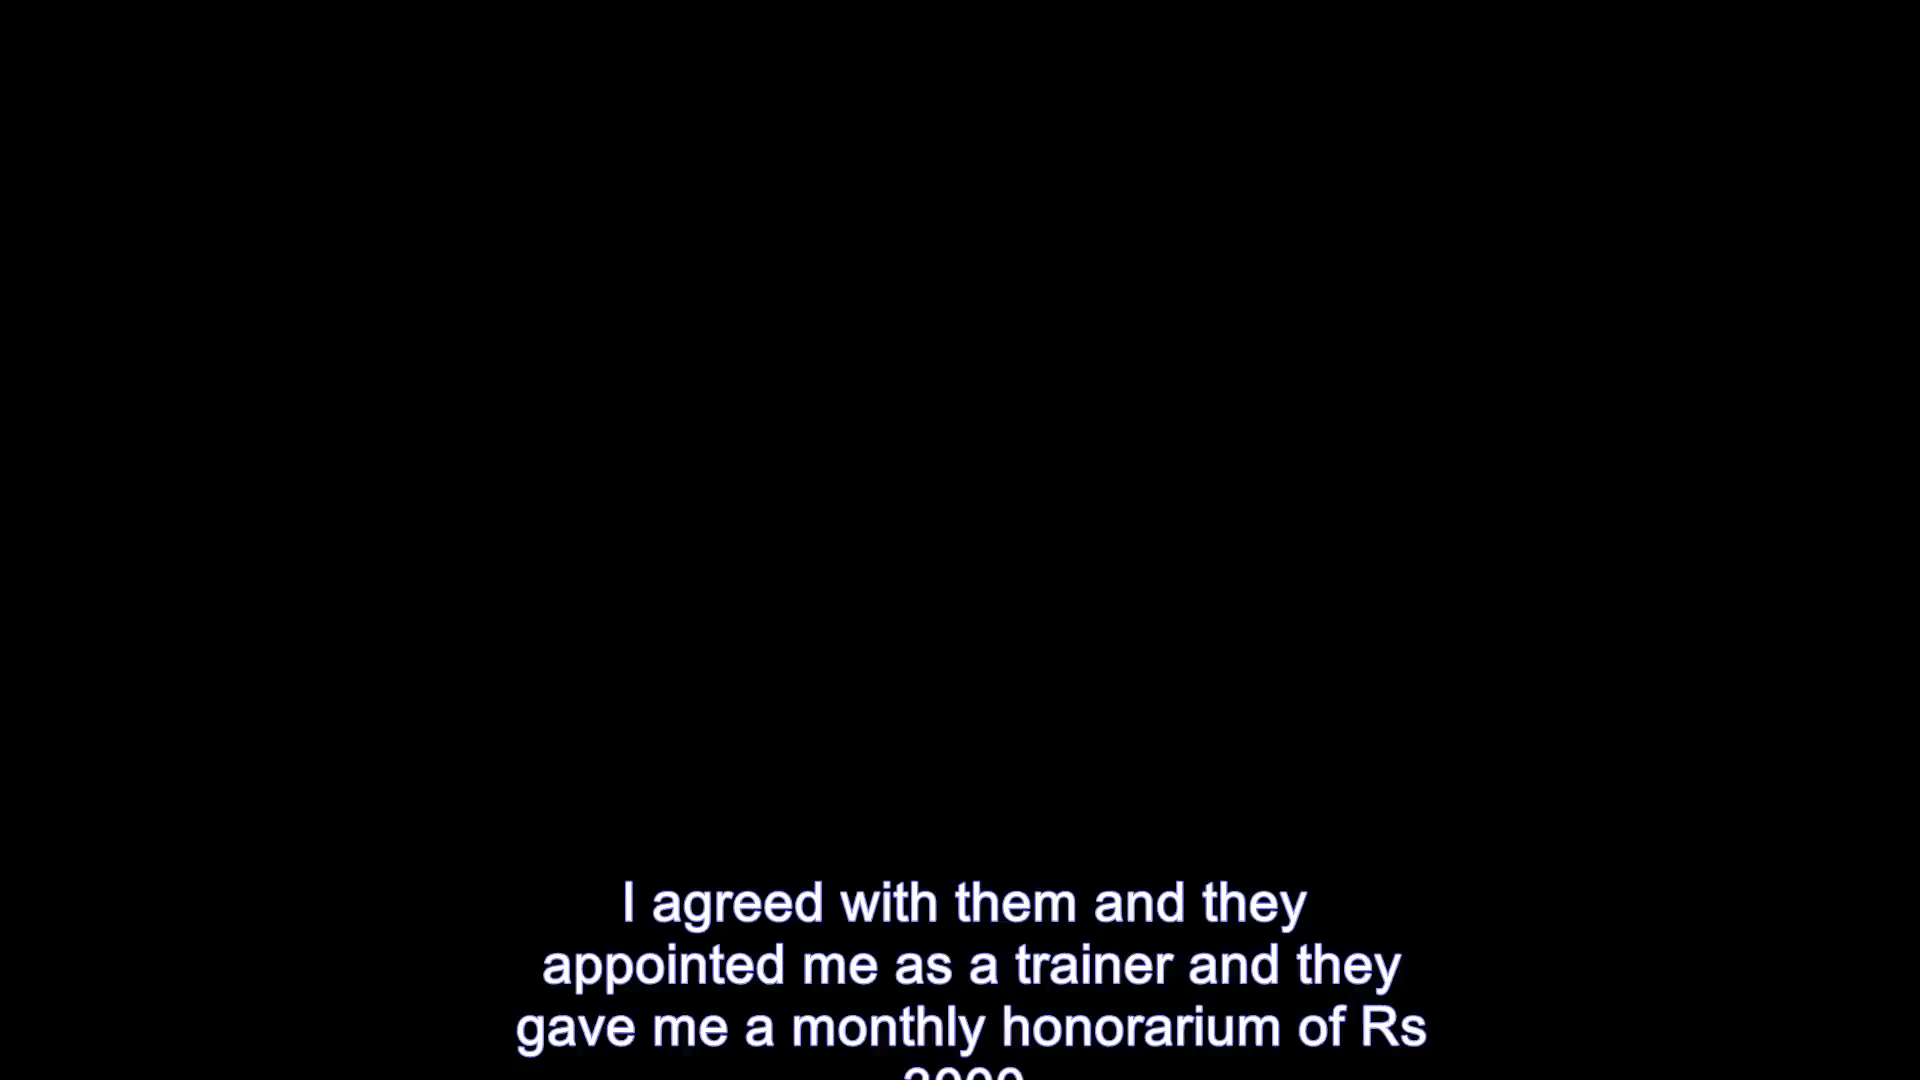 I agreed with them and they
appointed me as a trainer and they
gave me a monthly honorarium of Rs